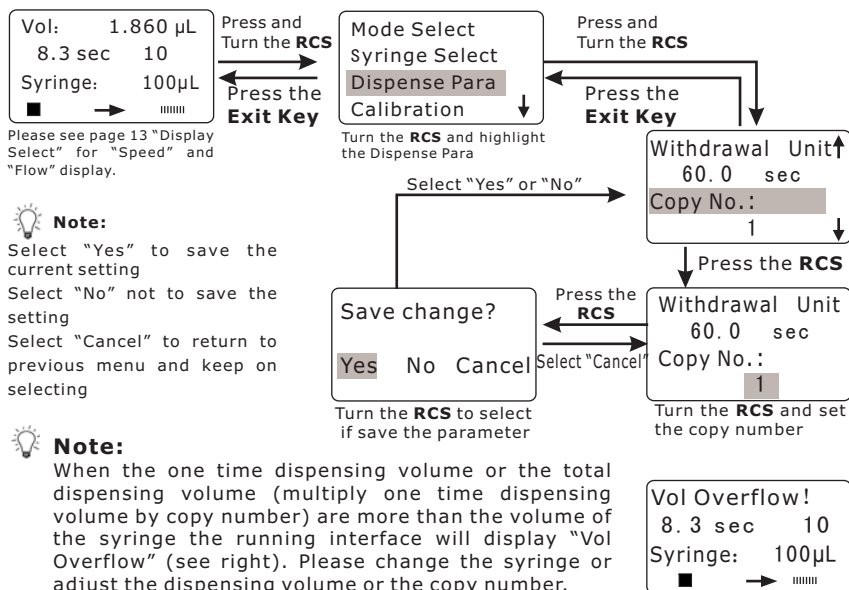 Vol: 1.860 µL
8.3 sec 10
Syringe: 100µL
Please see page 13 “Display
Select” for “Speed” and
“Flow” display.
Press and
Turn the RCS
Press the
Exit Key
Mode Select
Syringe Select
Dispense Para
Calibration
Turn the RCS and highlight
the Dispense Para
Press and
Turn the RCS
Press the
Exit Key
Withdrawal Unit
60.0 sec
Copy No.:
1
Press the RCS
Withdrawal Unit
60.0 sec
Copy No.:
1
Turn the RCS and set
the copy number
Press the
RCS
Select “Cancel”
Save change?
Yes No Cancel
Turn the RCS to select
if save the parameter
Select “Yes” or “No”
Note:
Select “Yes” to save the
current setting
Select “No” not to save the
setting
Select “Cancel” to return to
previous menu and keep on
selecting
Note:
When the one time dispensing volume or the total
dispensing volume (multiply one time dispensing
volume by copy number) are more than the volume of
the syringe the running interface will display “Vol
Overflow” (see right). Please change the syringe or
adjust the dispensing volume or the copy number.
Vol Overflow!
8.3 sec 10
Syringe: 100µL